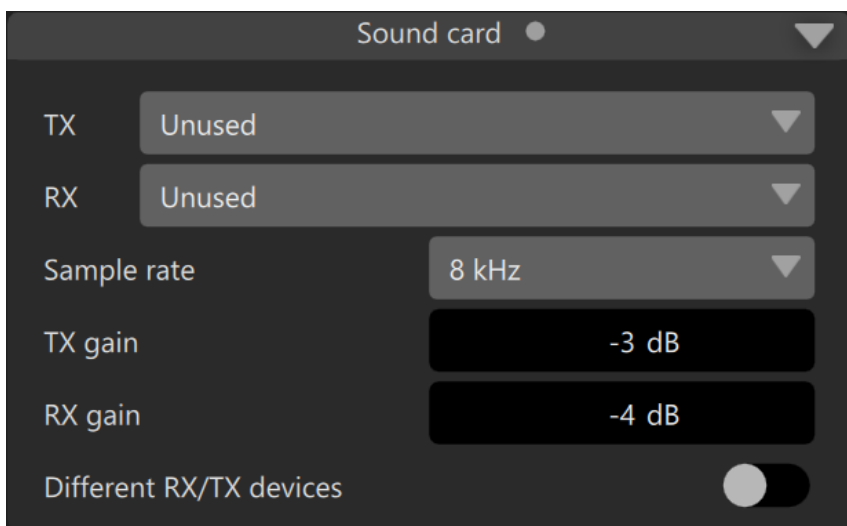 Sound card
TX Unused
RX Unused
Sample rate 8 kHz
TX gain -3 dB
RX gain -4 dB
Different RX/TX devices